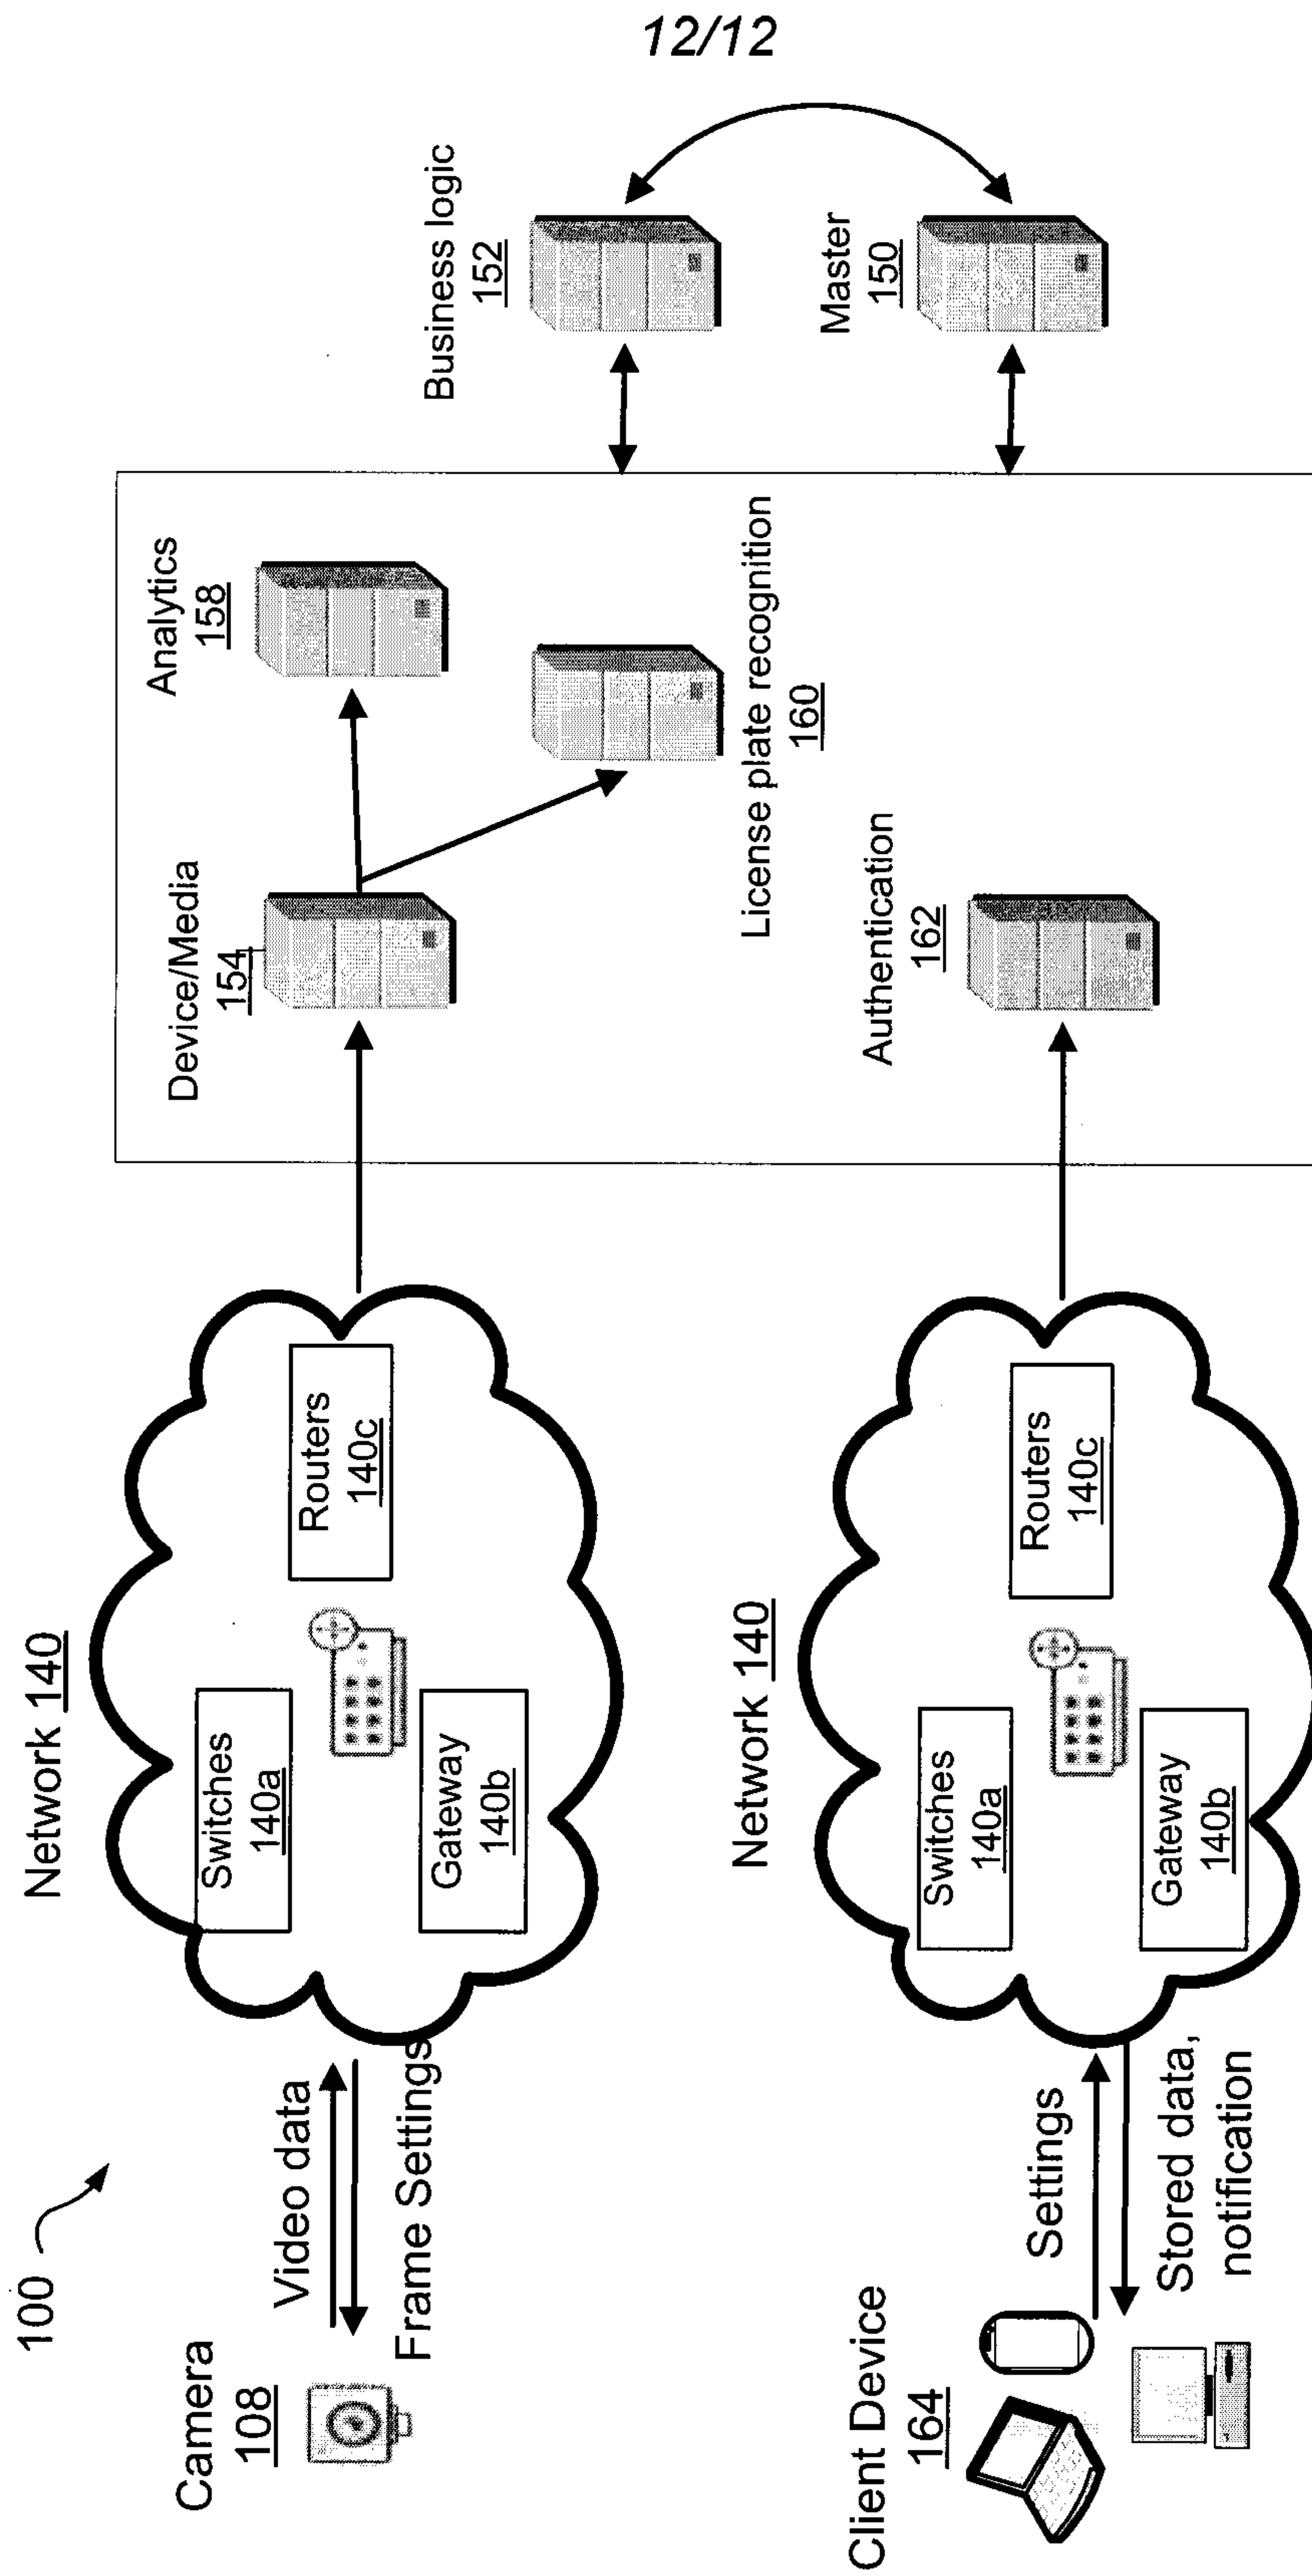 12/12
100
Camera
108
Video data
Frame Settings
Network 140
Switches
140a
Gateway
140b
Routers
140c
Device/Media
154
Analytics
158
License plate recognition
160
Business logic
152
Master
150
Client Device
164
Settings
Stored data,
notification
Network 140
Switches
140a
Gateway
140b
Routers
140c
Authentication
162